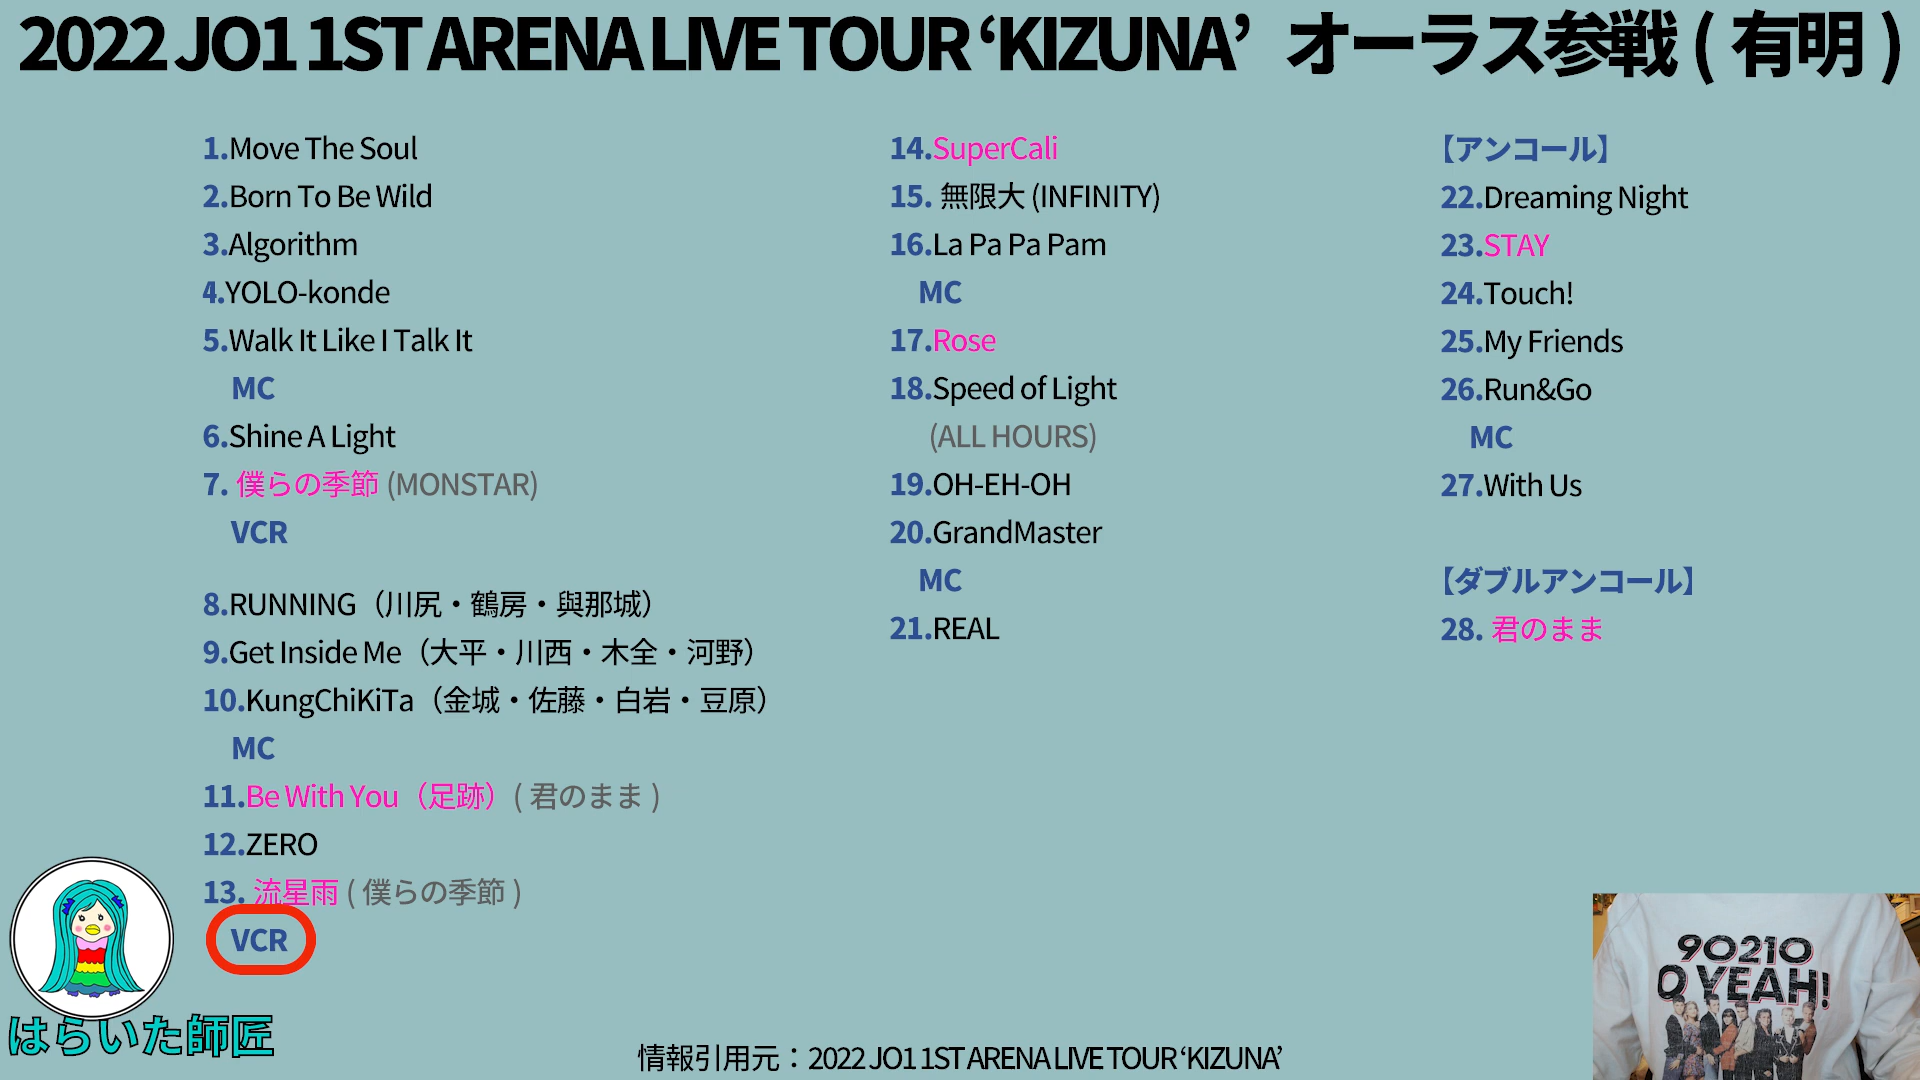 2022 JO1 1ST ARENA LIVE TOUR ‘KIZUNA’ オーラス参戦 ( 有明 )
1.Move The Soul
2.Born To Be Wild
3.Algorithm
4.YOLO-konde
5.Walk It Like I Talk It
MC
6.Shine A Light
7. 僕らの季節 (MONSTAR)
VCR
8.RUNNING（川尻・鶴房・與那城）
9.Get Inside Me（大平・川西・木全・河野）
10.KungChiKiTa（金城・佐藤・白岩・豆原）
MC
11.Be With You（足跡）( 君のまま )
12.ZERO
13. 流星雨 ( 僕らの季節 )
VCR
14.SuperCali
15. 無限大 (INFINITY)
16.La Pa Pa Pam
MC
17.Rose
18.Speed of Light
(ALL HOURS)
19.OH-EH-OH
20.GrandMaster
MC
21.REAL
【アンコール】
22.Dreaming Night
23.STAY
24.Touch!
25.My Friends
26.Run&Go
MC
27.With Us
【ダブルアンコール】
28. 君のまま
はらいた師匠
90210
O YEAH!
情報引用元：2022 JO1 1ST ARENA LIVE TOUR ‘KIZUNA’